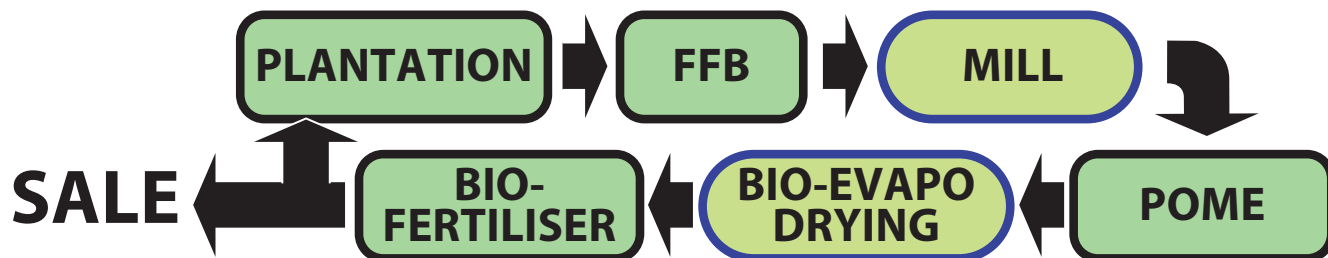 PLANTATION
FFB
MILL
POME
BIO-EVAPO
DRYING
BIO-
FERTILISER
SALE